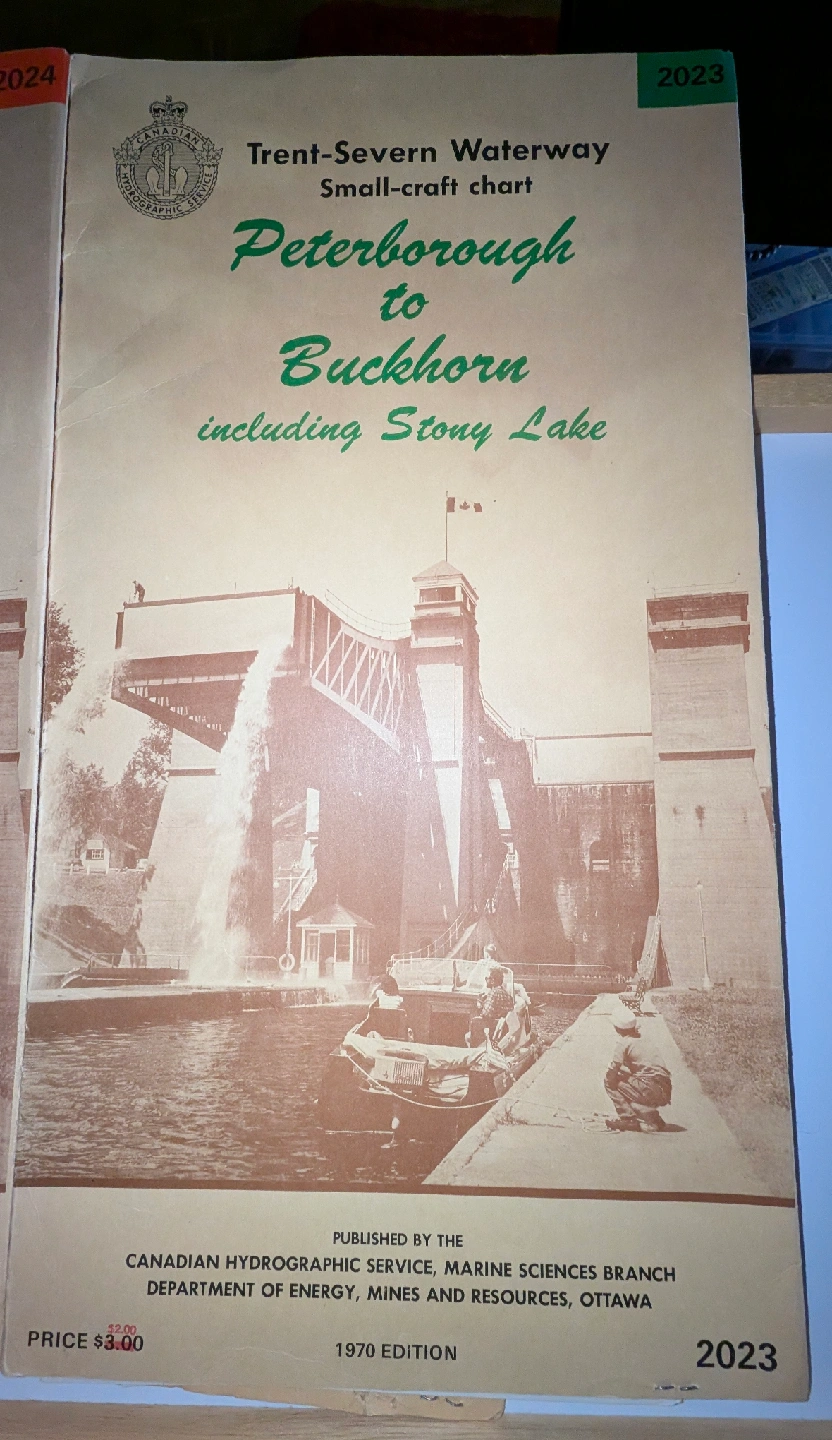 2024
2023
CANADIAN
HYDROGRAPHIC SERVICE
Trent-Severn Waterway
Small-craft chart
Peterborough
to
Buckhorn
including Stony Lake
PUBLISHED BY THE
CANADIAN HYDROGRAPHIC SERVICE, MARINE SCIENCES BRANCH
DEPARTMENT OF ENERGY, MINES AND RESOURCES, OTTAWA
$2.00
PRICE $3.00
1970 EDITION
2023